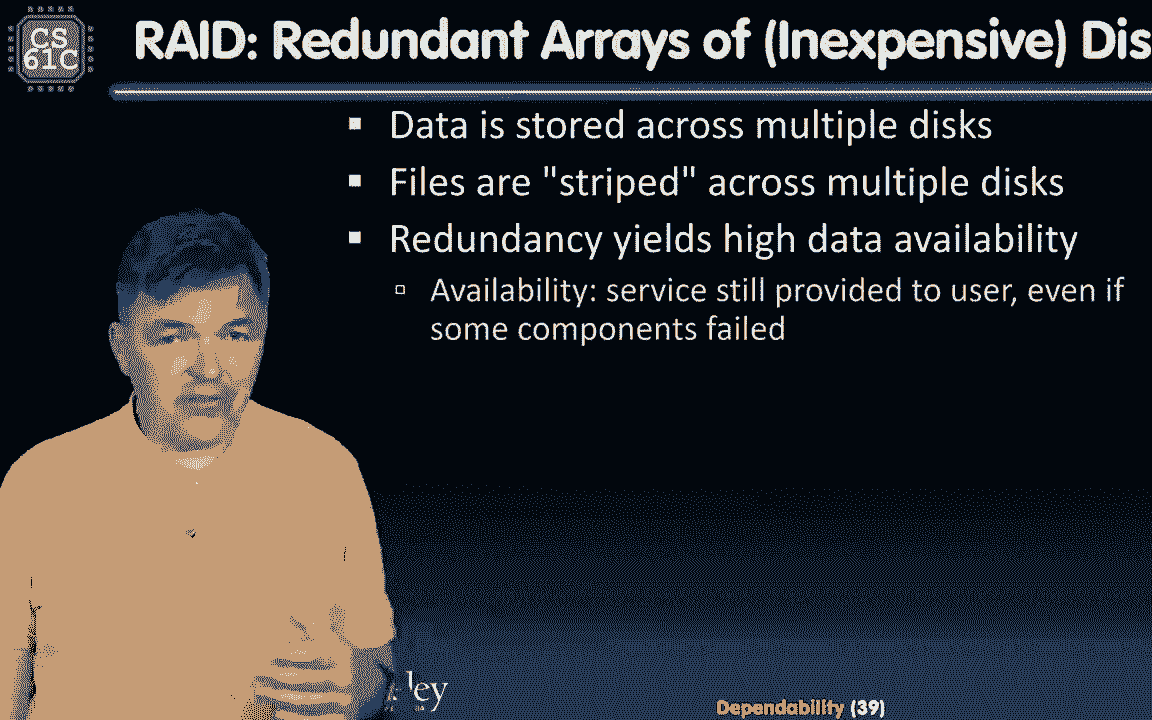 CS
61C
RAID: Redundant Arrays of (Inexpensive) Dis
Data is stored across multiple disks
Files are "striped" across multiple disks
Redundancy yields high data availability
Availability: service still provided to user, even if
some components failed
ley
Dependability (39)